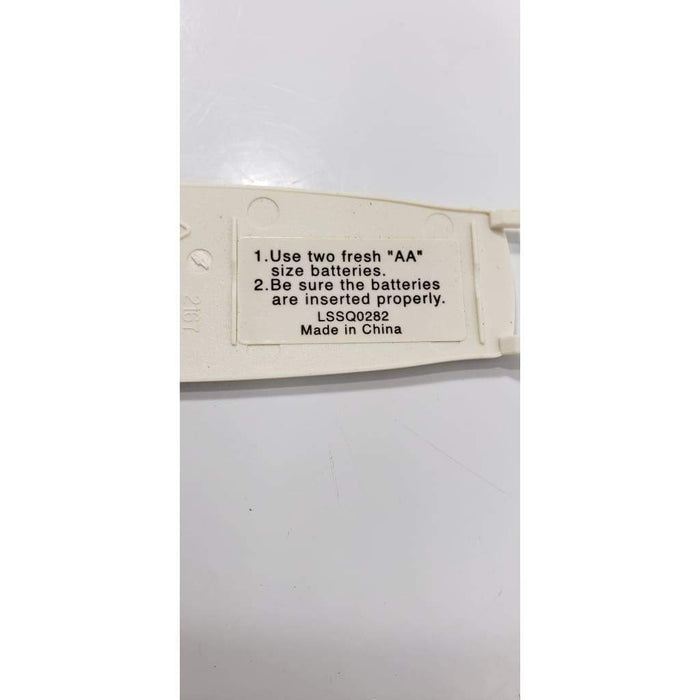 1.Use two fresh "AA"
size batteries.
2.Be sure the batteries
are inserted properly.
LSSQ0282
Made in China
2167